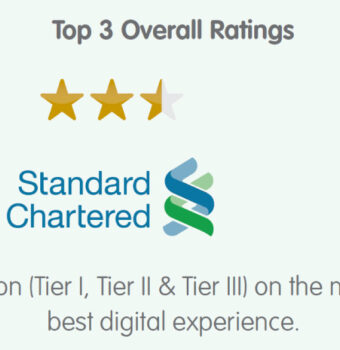 Top 3 Overall Ratings
Standard
Chartered
on (Tier I, Tier II & Tier III) on the
best digital experience.